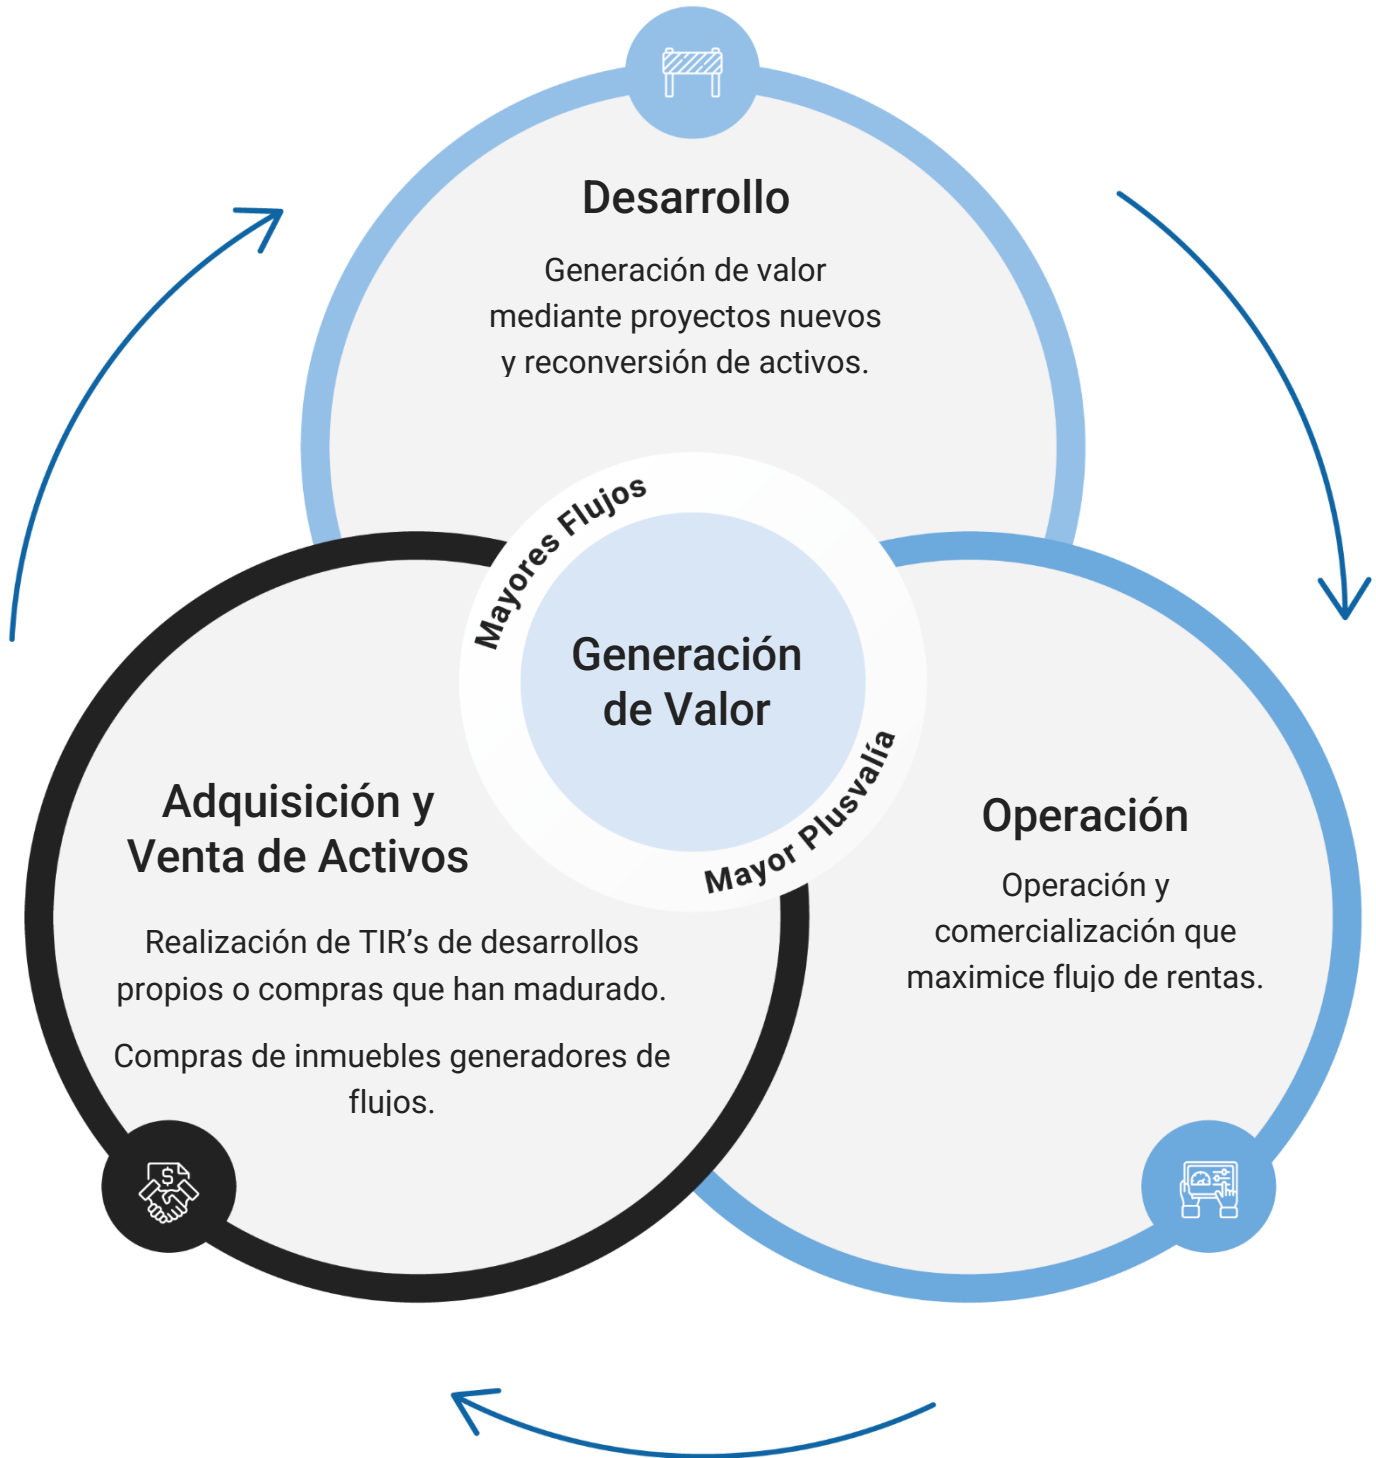 Desarrollo
Generación de valor
mediante proyectos nuevos
y reconversión de activos.
Mayores Flujos
Generación
de Valor
Mayor Plusvalía
Adquisición y
Venta de Activos
Realización de TIR’s de desarrollos
propios o compras que han madurado.
Compras de inmuebles generadores de
flujos.
Operación
Operación y
comercialización que
maximice flujo de rentas.
$